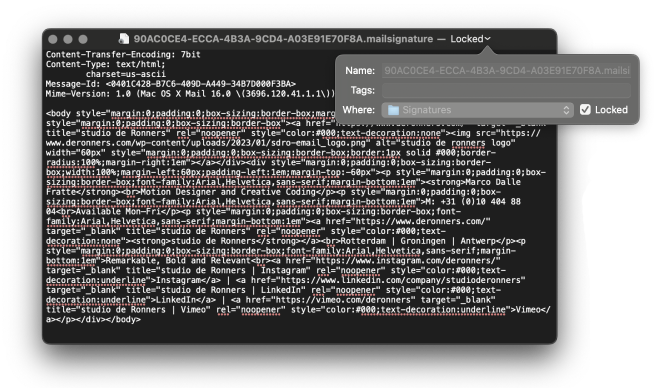 90AC0CE4-ECCA-4B3A-9CD4-A03E91E70F8A.mailsignature — Locked
Content-Transfer-Encoding: 7bit
Content-Type: text/html;
charset=us-ascii
Message-Id: <0401C428-B7C6-409D-A449-34B7D000F3BA>
Mime-Version: 1.0 (Mac OS X Mail 16.0 \(3696.120.41.1.1\))
Name: 90AC0CE4-ECCA-4B3A-9CD4-A03E91E70F8A.mailsi
Tags:
Where: Signatures
Locked
<body style="margin:0;padding:0;box-sizing:border-box;marg
style="margin:0;padding:0;box-sizing:border-box"><a href="
title="studio de Ronners" rel="noopener" style="color:#000;text-decoration:none"><img src="https://
www.deronners.com/wp-content/uploads/2023/01/sdro-email_logo.png" alt="studio de ronners logo"
width="60px" style="margin:0;padding:0;box-sizing:border-box;border:1px solid #000;border-
radius:100%;margin-right:1em"></a></div><div style="margin:0;padding:0;box-sizing:border-
box;width:100%;margin-left:60px;padding-left:1em;margin-top:-60px"><p style="margin:0;padding:0;box-
sizing:border-box;font-family:Arial,Helvetica,sans-serif;margin-bottom:1em"><strong>Marco Dalle
Fratte</strong><br>Motion Designer and Creative Coding</p><p style="margin:0;padding:0;box-
sizing:border-box;font-family:Arial,Helvetica,sans-serif;margin-bottom:1em">M: +31 (0)10 404 88
04<br>Available Mon-Fri</p><p style="margin:0;padding:0;box-sizing:border-box;font-
family:Arial,Helvetica,sans-serif;margin-bottom:1em"><a href="https://www.deronners.com/"
target="_blank" title="studio de Ronners" rel="noopener" style="color:#000;text-
decoration:none"><strong>studio de Ronners</strong></a><br>Rotterdam | Groningen | Antwerp</p><p
style="margin:0;padding:0;box-sizing:border-box;font-family:Arial,Helvetica,sans-serif;margin-
bottom:1em">Remarkable, Bold and Relevant<br><a href="https://www.instagram.com/deronners/"
target="_blank" title="studio de Ronners | Instagram" rel="noopener" style="color:#000;text-
decoration:underline">Instagram</a> | <a href="https://www.linkedin.com/company/studioderonners"
target="_blank" title="studio de Ronners | LinkedIn" rel="noopener" style="color:#000;text-
decoration:underline">LinkedIn</a> | <a href="https://vimeo.com/deronners" target="_blank"
title="studio de Ronners | Vimeo" rel="noopener" style="color:#000;text-decoration:underline">Vimeo</
a></p></div></body>